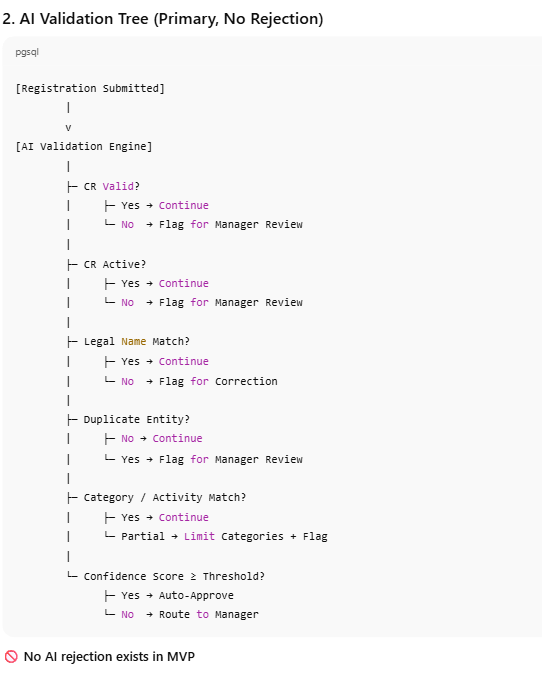 2. AI Validation Tree (Primary, No Rejection)
pgsql
[Registration Submitted]
|
v
[AI Validation Engine]
|
├─ CR Valid?
|     ├─ Yes → Continue
|     └─ No  → Flag for Manager Review
|
├─ CR Active?
|     ├─ Yes → Continue
|     └─ No  → Flag for Manager Review
|
├─ Legal Name Match?
|     ├─ Yes → Continue
|     └─ No  → Flag for Correction
|
├─ Duplicate Entity?
|     ├─ No → Continue
|     └─ Yes → Flag for Manager Review
|
├─ Category / Activity Match?
|     ├─ Yes → Continue
|     └─ Partial → Limit Categories + Flag
|
└─ Confidence Score ≥ Threshold?
├─ Yes → Auto-Approve
└─ No  → Route to Manager
🚫 No AI rejection exists in MVP